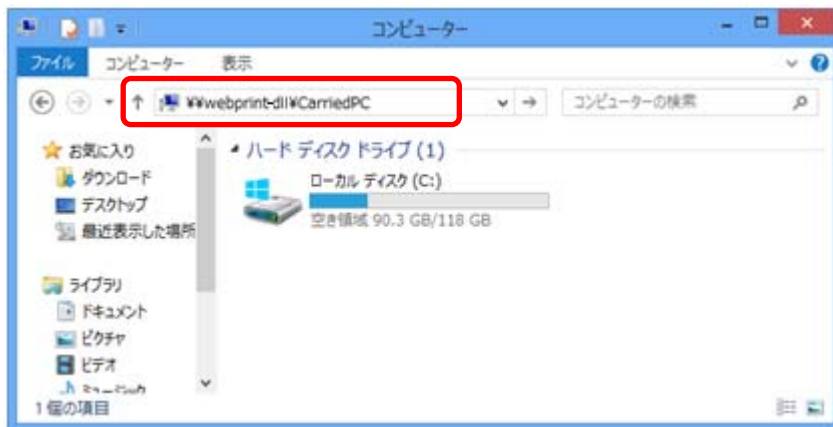 コンピューター
ファイル コンピューター 表示
¥¥webprint-dll¥CarriedPC コンピューターの検索
お気に入り
ダウンロード
デスクトップ
最近表示した場所
ライブラリ
ドキュメント
ピクチャ
ビデオ
ハード ディスク ドライブ (1)
ローカル ディスク (C:)
空き領域 90.3 GB/118 GB
1 個の項目